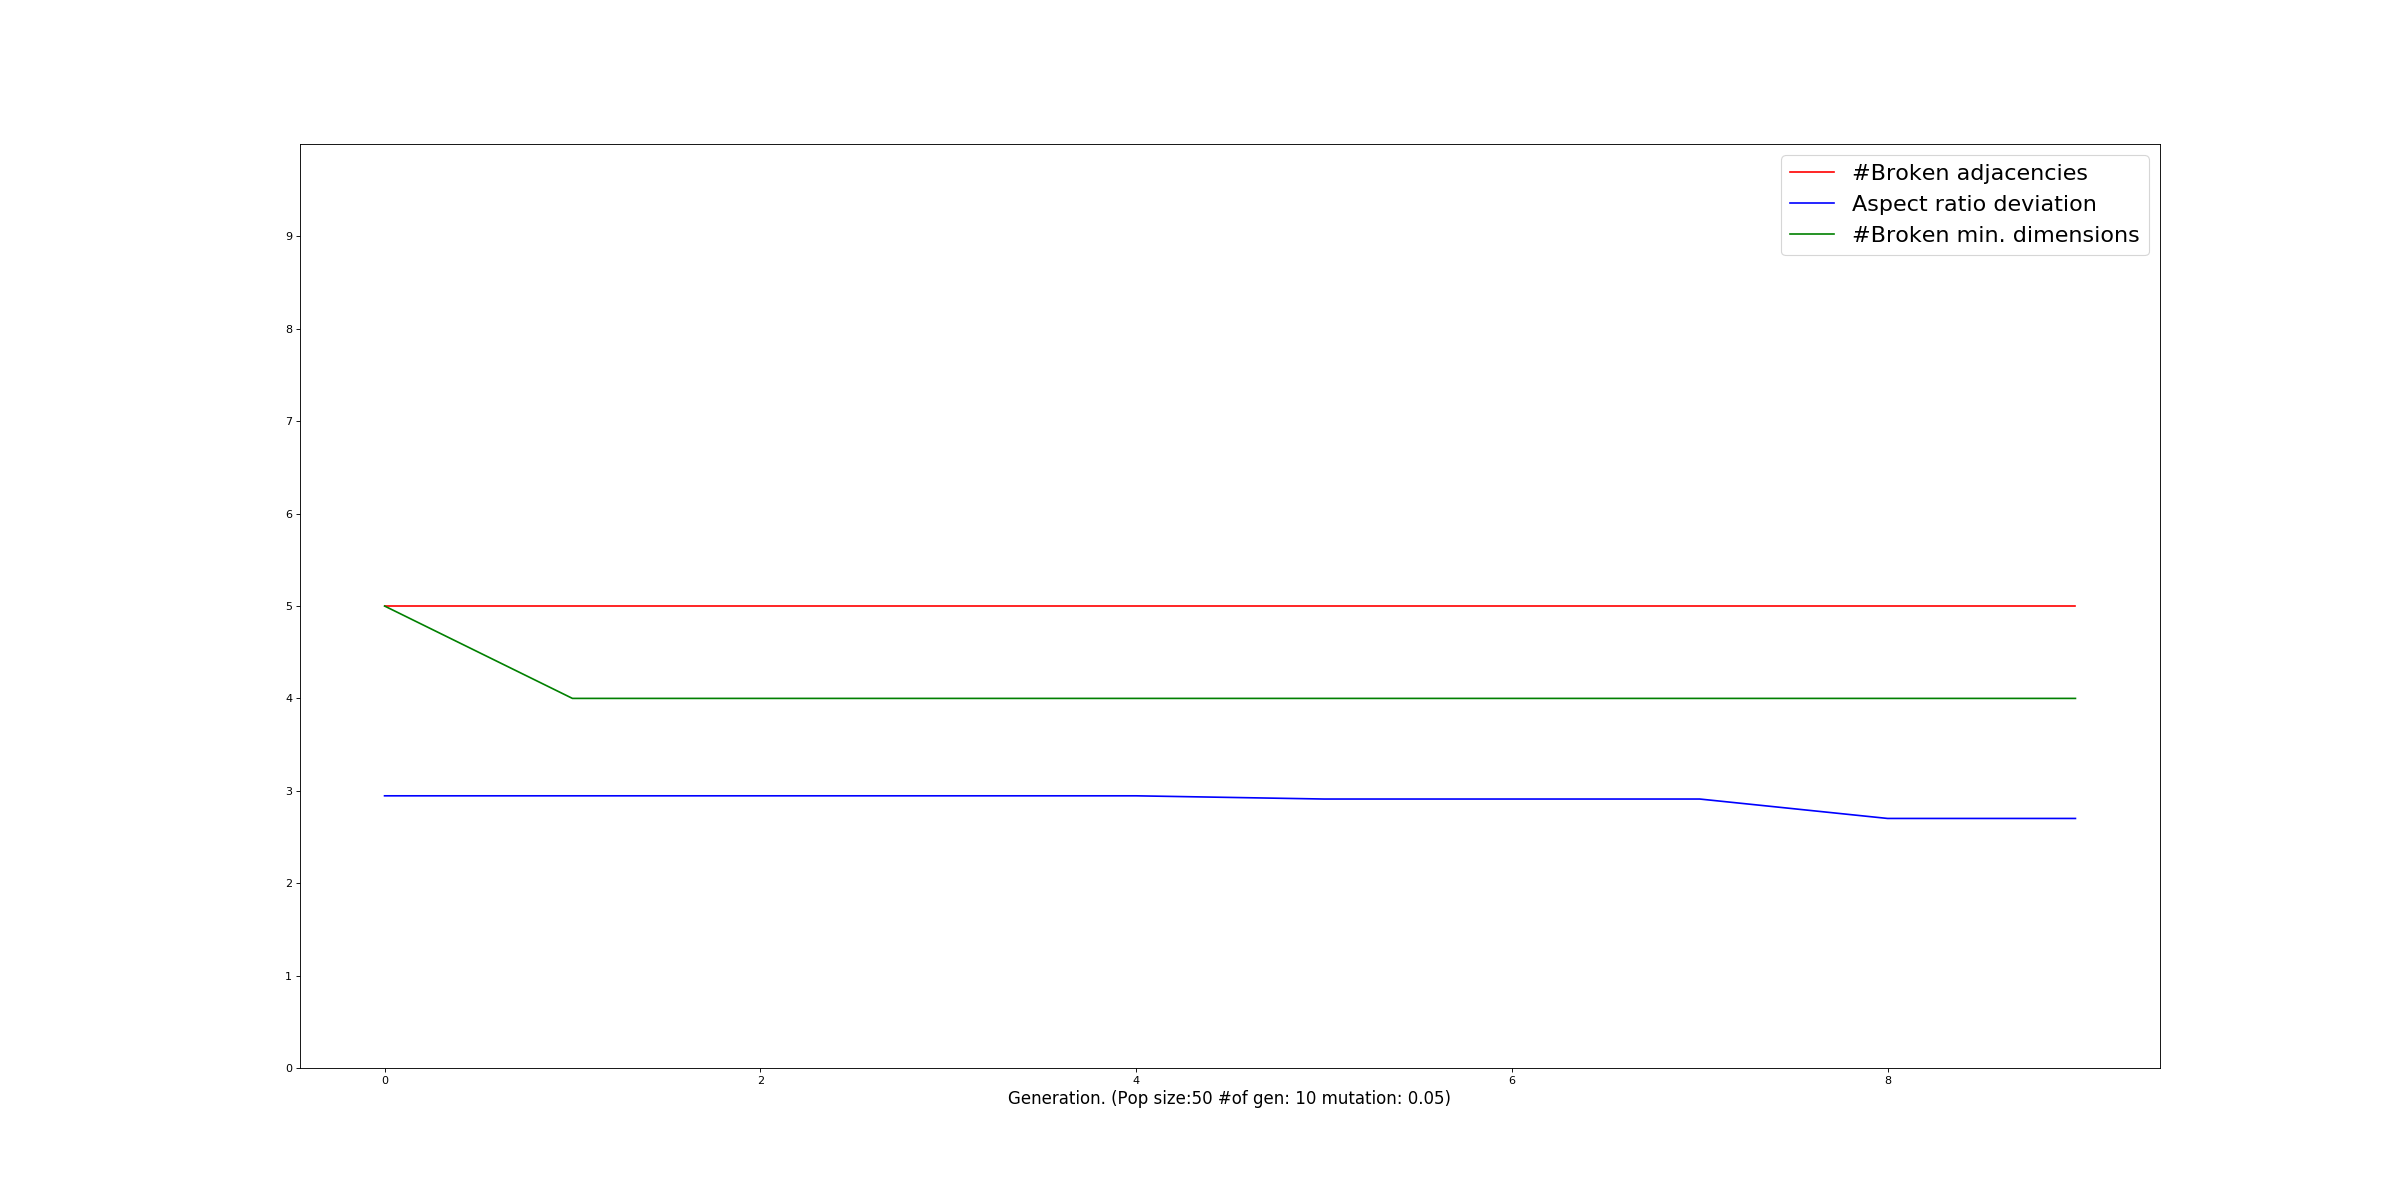 #Broken adjacencies
Aspect ratio deviation
#Broken min. dimensions
9
8
7
6
5
4
3
2
1
0
0 2 4 6 8
Generation. (Pop size:50 #of gen: 10 mutation: 0.05)